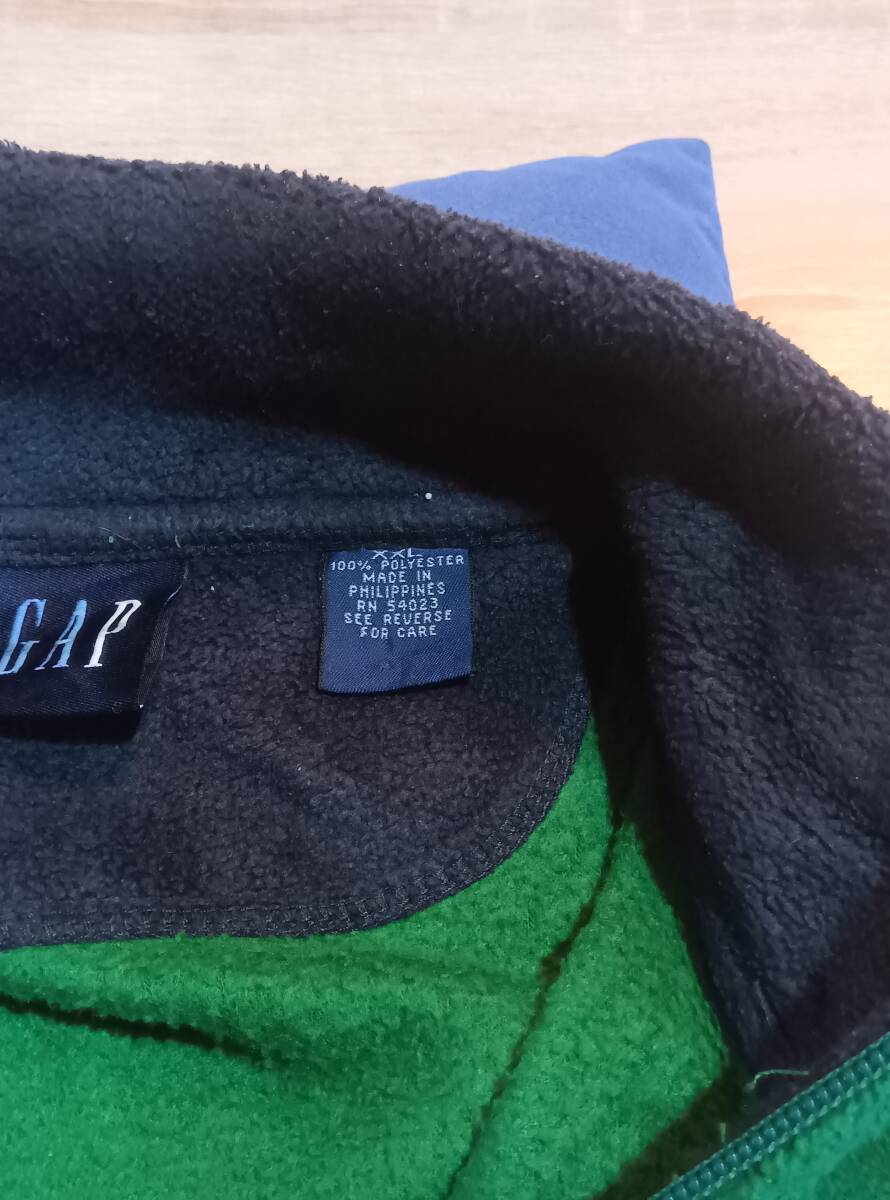 GAP
XXL
100% POLYESTER
MADE IN
PHILIPPINES
RN 54023
SEE REVERSE
FOR CARE